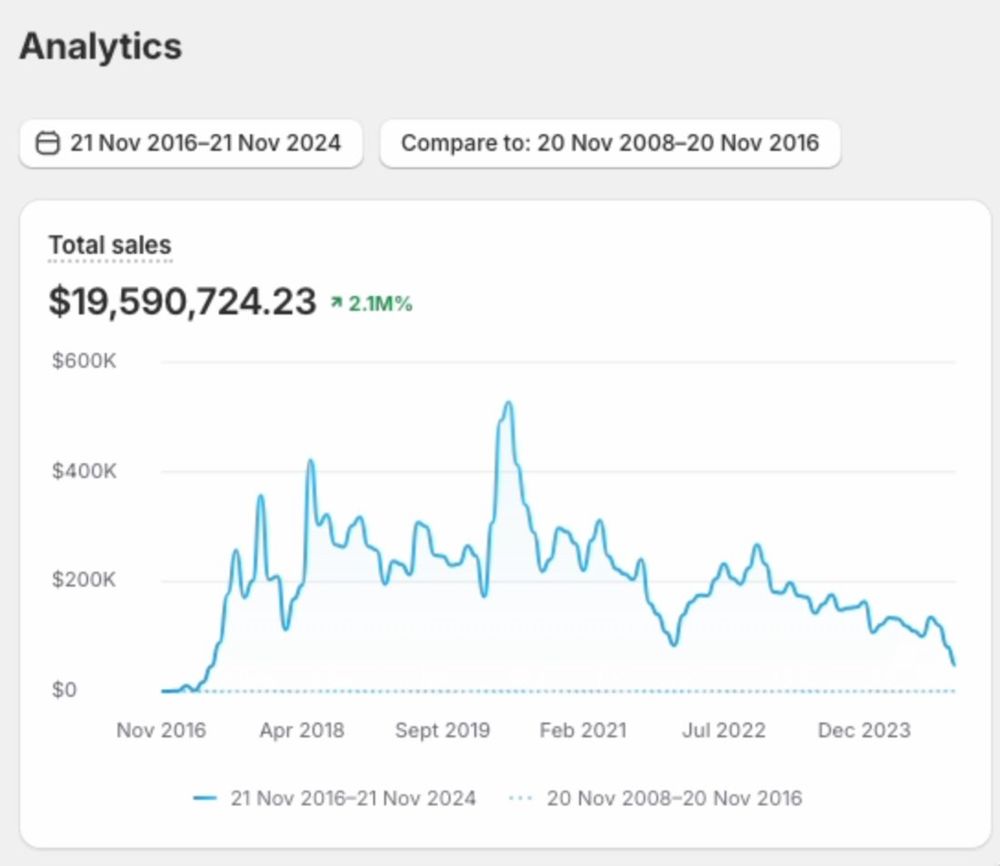 Analytics
21 Nov 2016–21 Nov 2024 Compare to: 20 Nov 2008–20 Nov 2016
Total sales
$19,590,724.23 2.1M%
$600K
$400K
$200K
$0
Nov 2016 Apr 2018 Sept 2019 Feb 2021 Jul 2022 Dec 2023
21 Nov 2016–21 Nov 2024 20 Nov 2008–20 Nov 2016